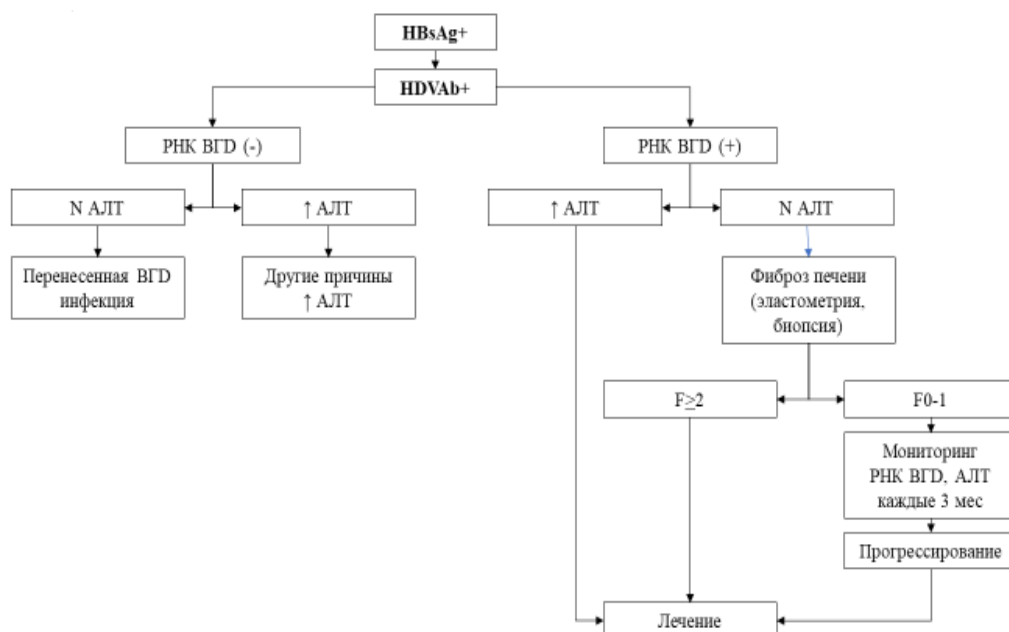 HBsAg+
HDVAb+
РНК ВГD (-)
РНК ВГD (+)
N АЛТ
↑ АЛТ
↑ АЛТ
N АЛТ
Перенесенная ВГD
инфекция
Другие причины
↑ АЛТ
Фиброз печени
(эластометрия,
биопсия)
F≥2
F0-1
Мониторинг
РНК ВГD, АЛТ
каждые 3 мес
Прогрессирование
Лечение